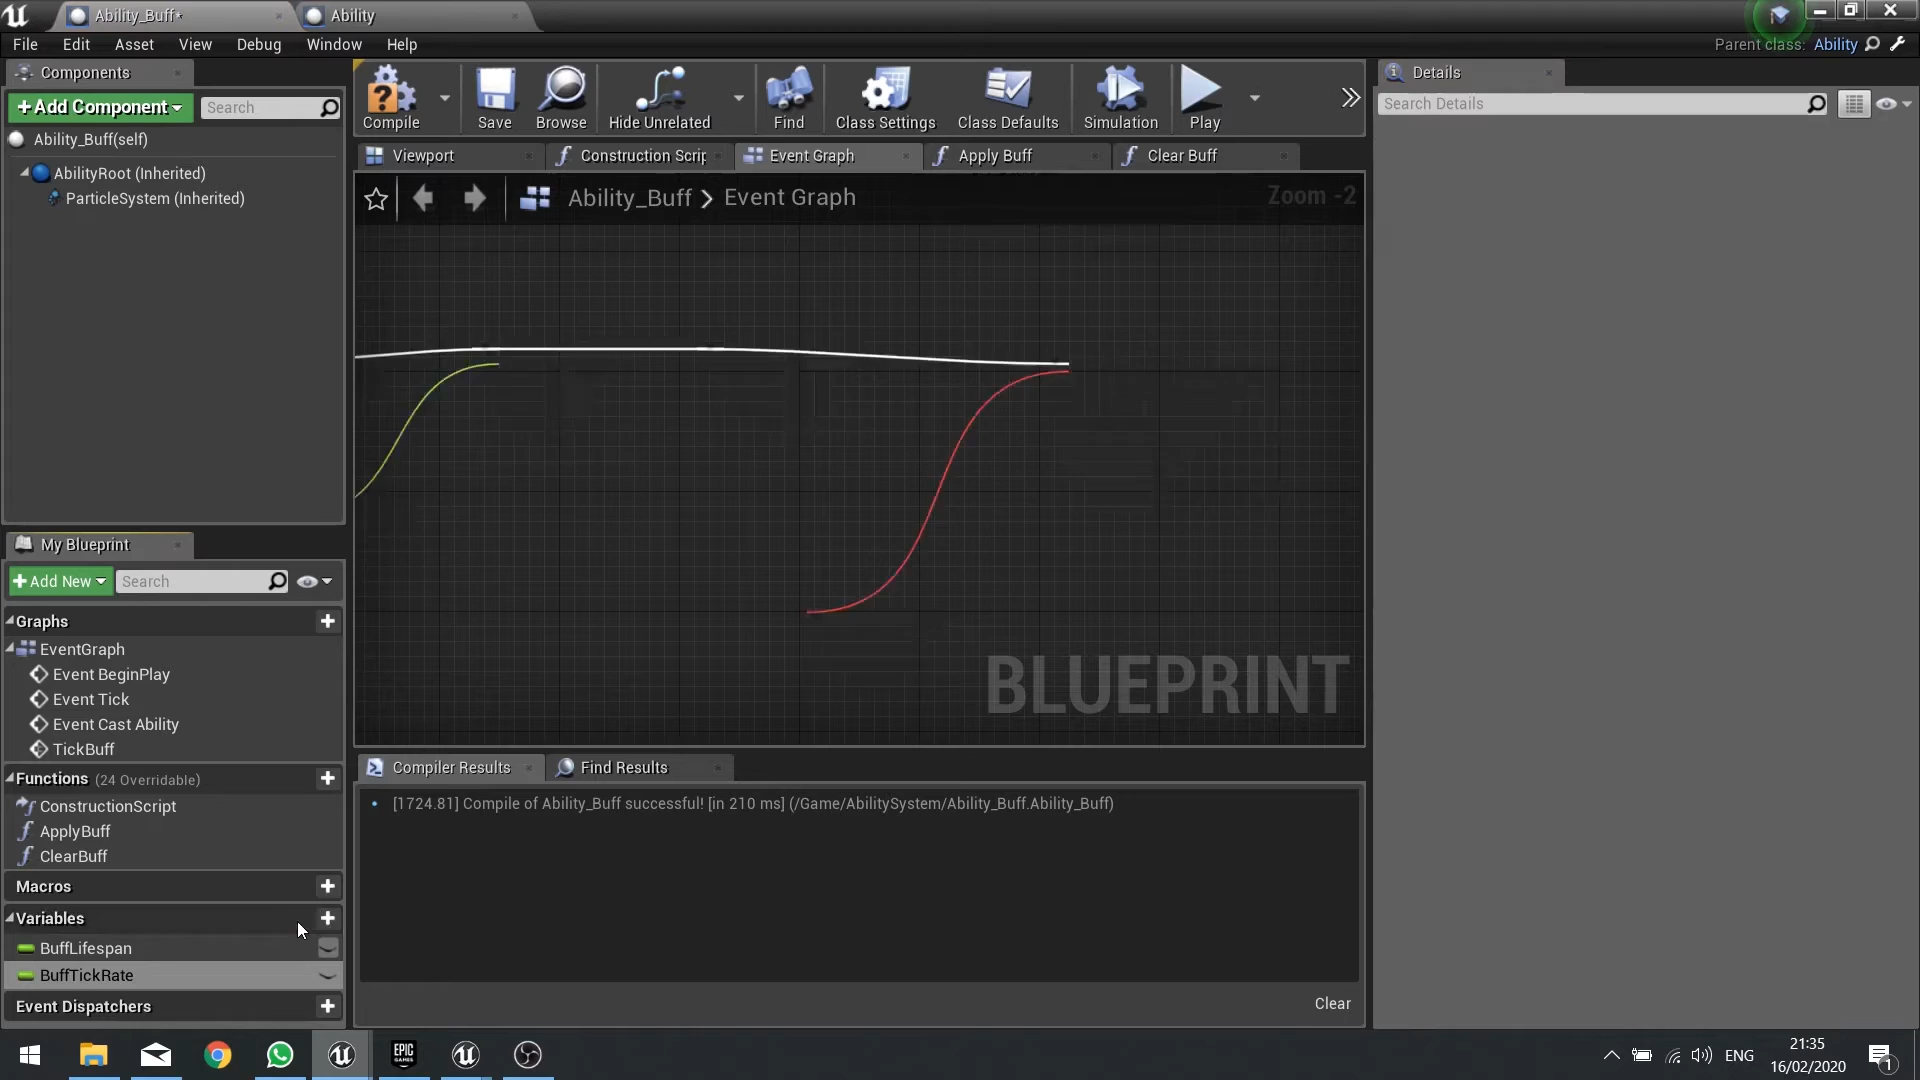 Ability_Buff*
Ability
File Edit Asset View Debug Window Help
Parent class: Ability
Components
Add Component
Search
Ability_Buff(self)
AbilityRoot (Inherited)
ParticleSystem (Inherited)
Compile
Save
Browse
Hide Unrelated
Find
Class Settings
Class Defaults
Simulation
Play
Viewport
Construction Scrip
Event Graph
Apply Buff
Clear Buff
Ability_Buff
Event Graph
Zoom -2
BLUEPRINT
Details
Search Details
My Blueprint
Add New
Search
Graphs
EventGraph
Event BeginPlay
Event Tick
Event Cast Ability
TickBuff
Functions (24 Overridable)
ConstructionScript
ApplyBuff
ClearBuff
Macros
Variables
BuffLifespan
BuffTickRate
Event Dispatchers
Compiler Results
Find Results
[1724.81] Compile of Ability_Buff successful! [in 210 ms] (/Game/AbilitySystem/Ability_Buff.Ability_Buff)
Clear
EPIC
GAMES
ENG
21:35
16/02/2020
1